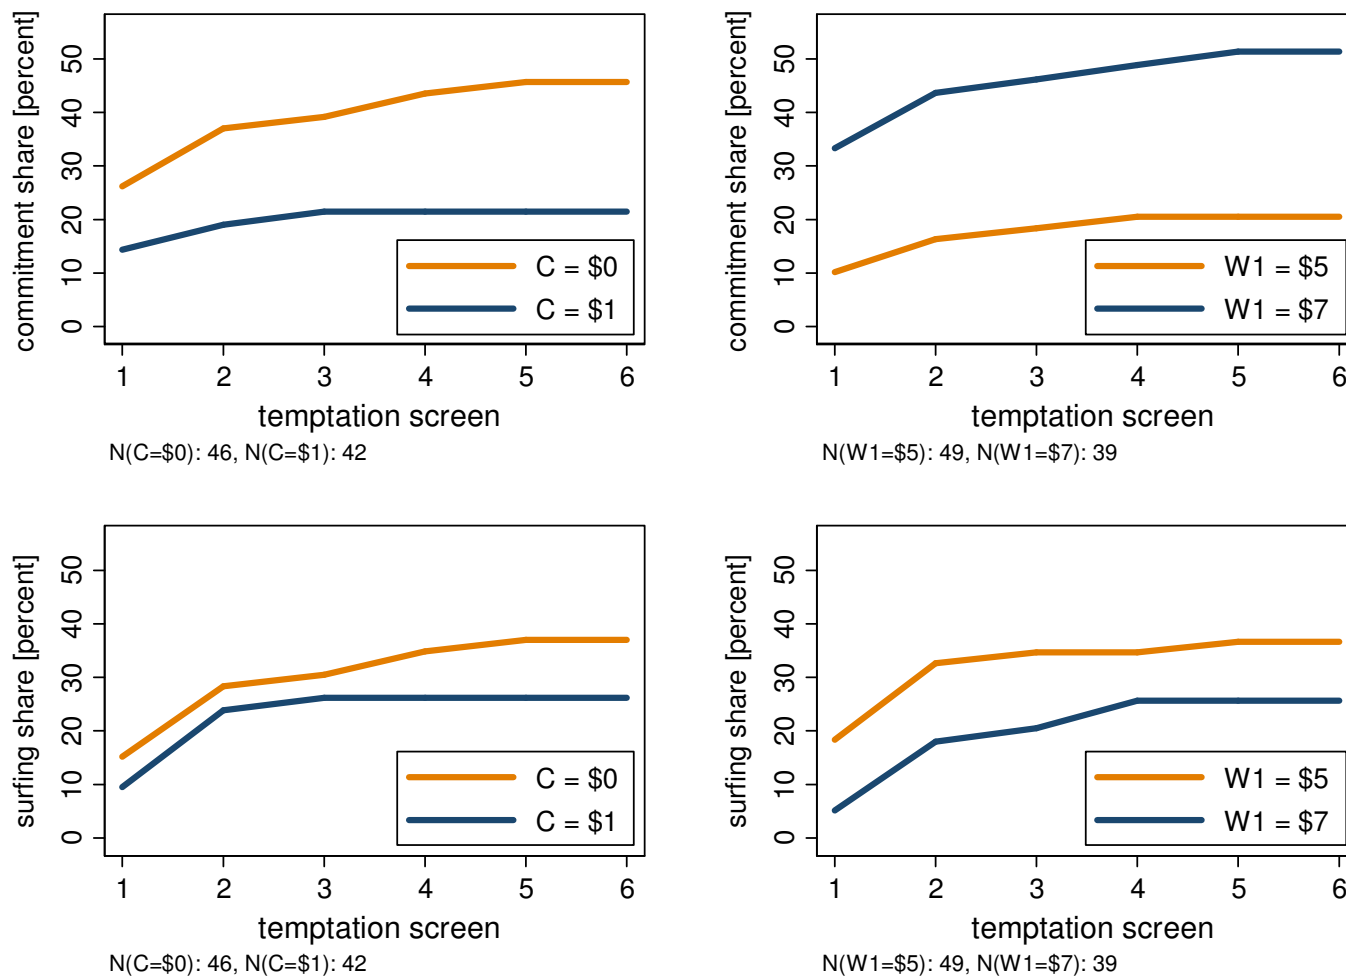 commitment share [percent]
50
40
30
20
10
0
C = $0
C = $1
1 2 3 4 5 6
temptation screen
N(C=$0): 46, N(C=$1): 42
commitment share [percent]
50
40
30
20
10
0
W1 = $5
W1 = $7
1 2 3 4 5 6
temptation screen
N(W1=$5): 49, N(W1=$7): 39
surfing share [percent]
50
40
30
20
10
0
C = $0
C = $1
1 2 3 4 5 6
temptation screen
N(C=$0): 46, N(C=$1): 42
surfing share [percent]
50
40
30
20
10
0
W1 = $5
W1 = $7
1 2 3 4 5 6
temptation screen
N(W1=$5): 49, N(W1=$7): 39